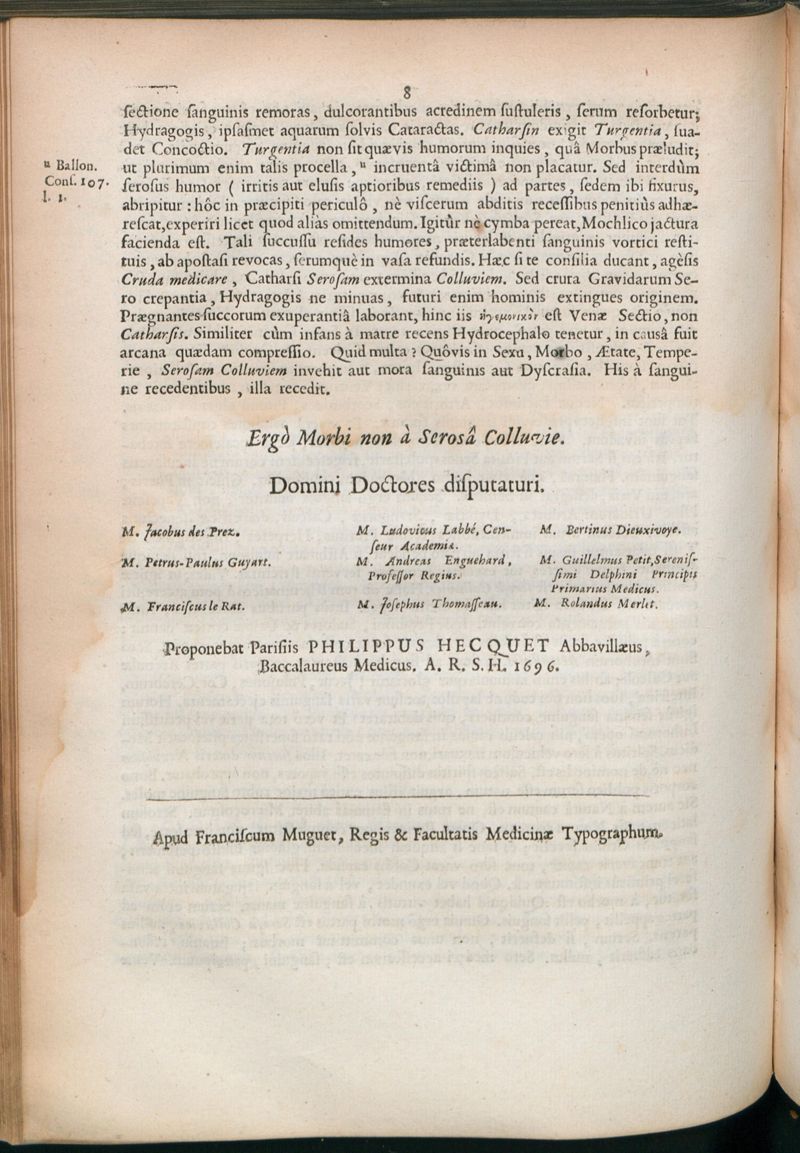 8
ſectione ſanguinis remoras, dulcorantibus acredinem ſuſtuleris, ſerum reſorbetur;
Hydragogis, ipſaſmet aquarum ſolvis Cataractas. Catharſin exigit Turgentia, ſua-
det Concoctio. Turgentia non ſit quævis humorum inquies, quâ Morbus præludit;
u Ballon.
Conſ. 107.
l. 1.
ut plurimum enim talis procella, u incruentâ victimâ non placatur. Sed interdùm
ſeroſus humor ( irritis aut eluſis aptioribus remediis ) ad partes, ſedem ibi fixurus,
abripitur : hôc in præcipiti periculô, nè viſcerum abditis receſſibus penitiùs adhæ-
reſcat, experiri licet quod aliàs omittendum. Igitùr nè cymba pereat, Mochlico jactura
facienda eſt. Tali ſuccuſſu reſides humores, præterlabenti ſanguinis vortici reſti-
tuis, ab apoſtaſi revocas, ſerumquè in vaſa refundis. Hæc ſi te conſilia ducant, agèſis
Cruda medicare, Catharſi Seroſam extermina Colluviem. Sed crura Gravidarum Se-
ro crepantia, Hydragogis ne minuas, futuri enim hominis extingues originem.
Prægnantes ſuccorum exuperantiâ laborant, hinc iis ἡγεμονικὸν eſt Venæ Sectio, non
Catharſis. Similiter cùm infans à matre recens Hydrocephalo tenetur, in causâ fuit
arcana quædam compreſſio. Quid multa ? Quôvis in Sexu, Morbo, Ætate, Tempe-
rie, Seroſam Colluviem invehit aut mora ſanguinis aut Dyſcraſia. His à ſangui-
ne recedentibus, illa recedit.
Ergò Morbi non à Serosâ Colluvie.
Domini Doctores diſputaturi.
M. Jacobus des Prez.
M. Ludovicus Labbé, Cen-
ſeur Academiæ.
M. Bertinus Dieuxivoye.
M. Petrus-Paulus Guyart.
M. Andreas Enguehard,
Profeſſor Regius.
M. Guillelmus Petit, Sereniſ-
ſimi Delphini Principis
Primarius Medicus.
M. Franciſcus le Rat.
M. Joſephus Thomaſſeau.
M. Rolandus Merlet.
Proponebat Pariſiis PHILIPPUS HECQUET Abbavillæus,
Baccalaureus Medicus. A. R. S. H. 1696.
Apud Franciſcum Muguet, Regis & Facultatis Medicinæ Typographum.